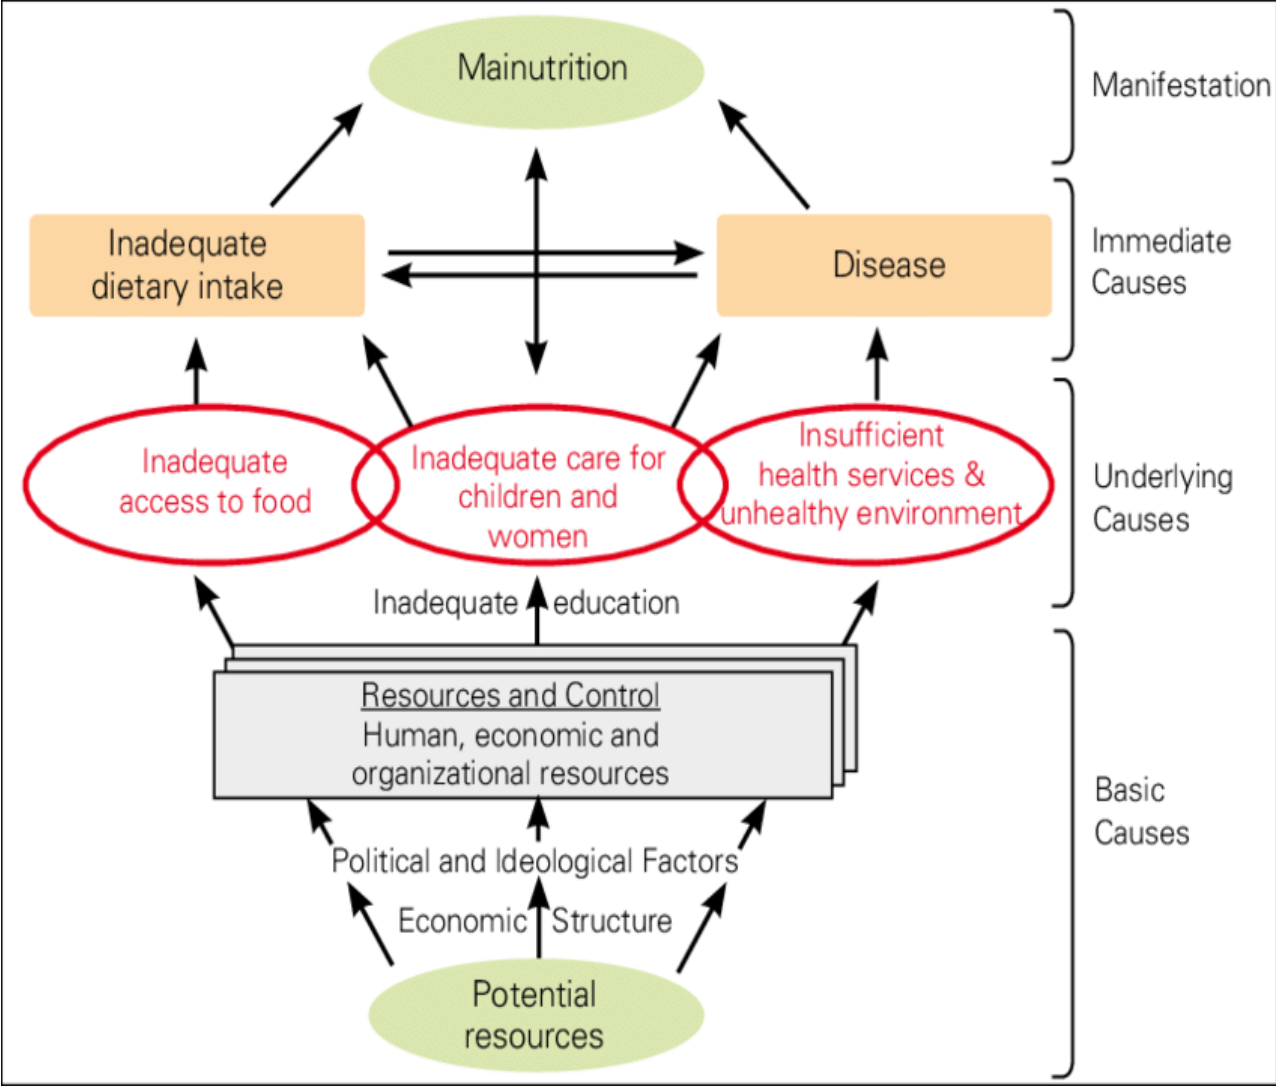 Mainutrition
Manifestation
Inadequate
dietary intake
Disease
Immediate
Causes
Inadequate
access to food
Inadequate care for
children and
women
Insufficient
health services &
unhealthy environment
Underlying
Causes
Inadequate education
Resources and Control
Human, economic and
organizational resources
Political and Ideological Factors
Economic Structure
Potential
resources
Basic
Causes